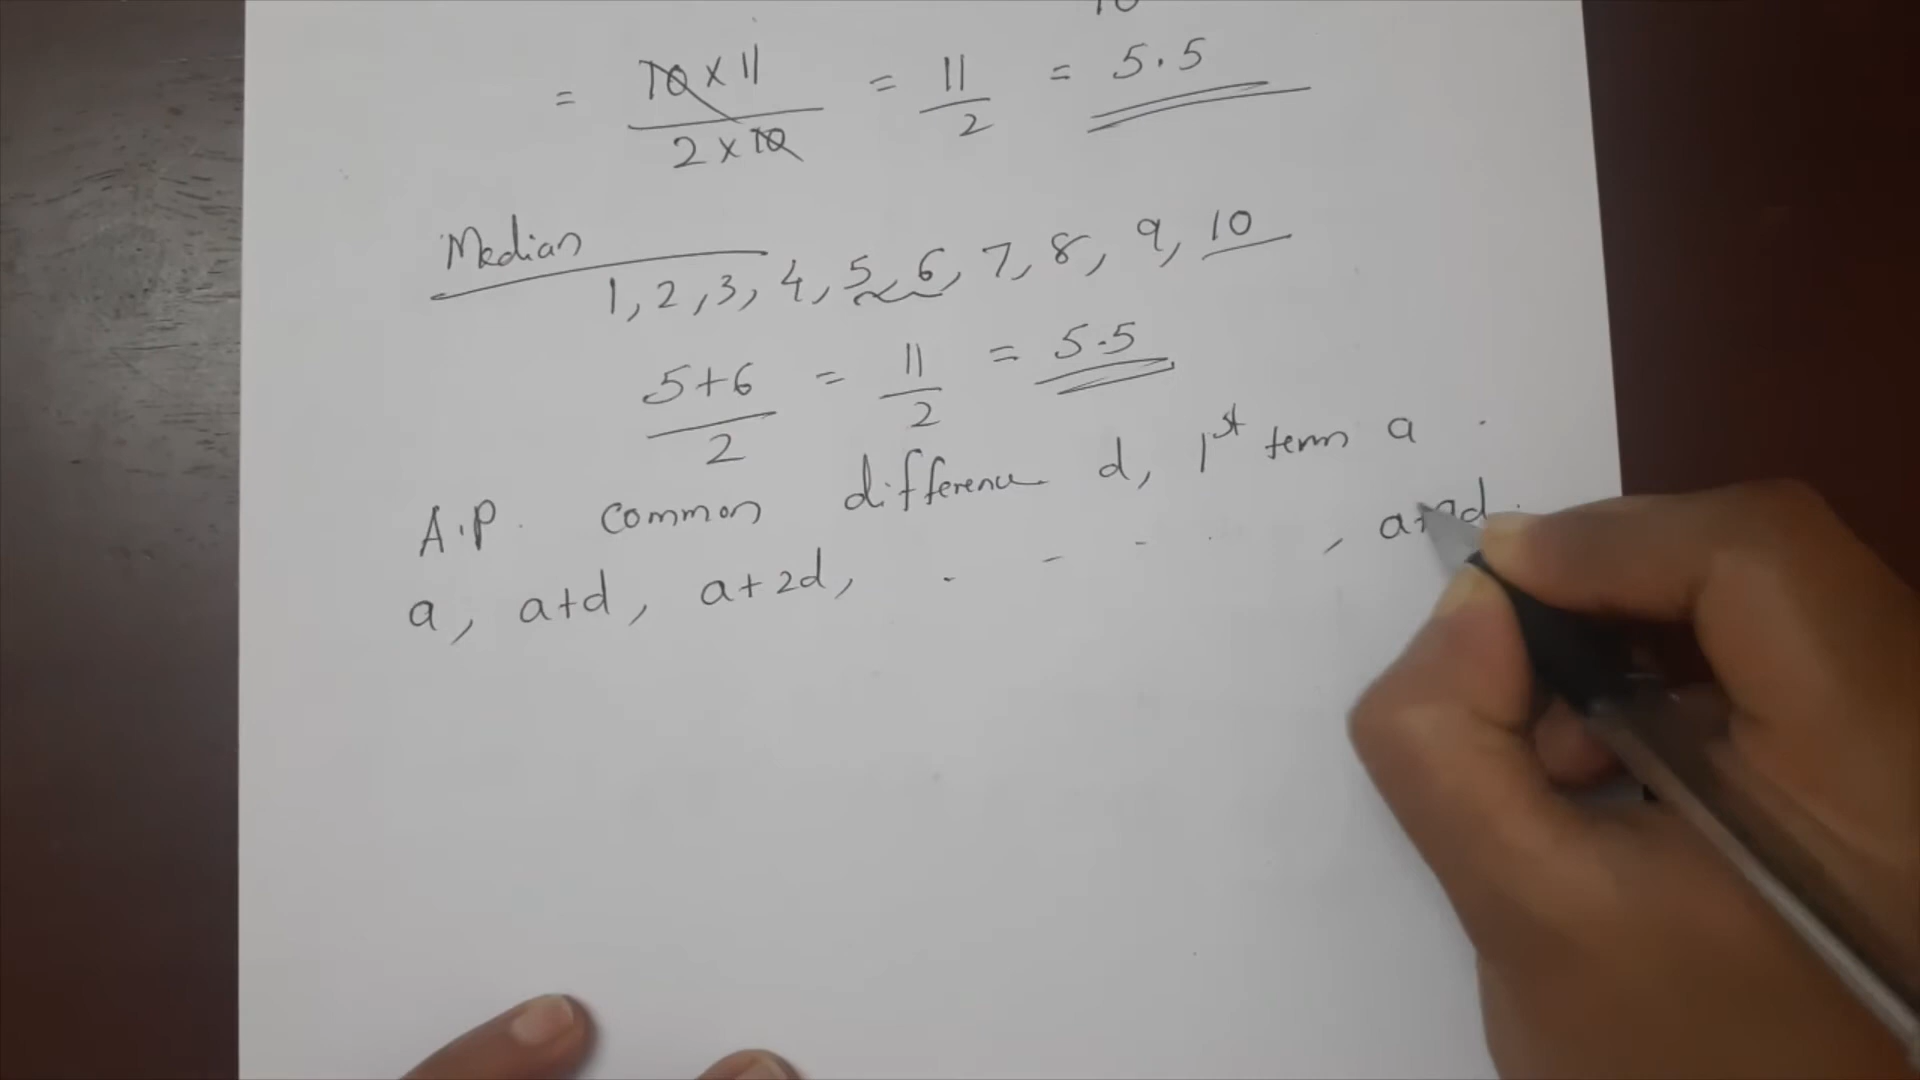 = 10 x 11 / 2 x 10 = 11 / 2 = 5.5
Median
1, 2, 3, 4, 5, 6, 7, 8, 9, 10
5+6 / 2 = 11 / 2 = 5.5
A.P. common difference d, 1st term a .
a, a+d, a+2d, . - - . , a+